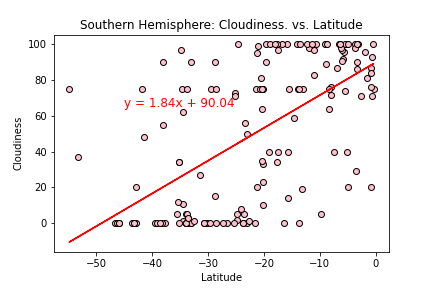 Southern Hemisphere: Cloudiness. vs. Latitude
100
80
y = 1.84x + 90.04
60
Cloudiness
40
20
0
−50 −40 −30 −20 −10 0
Latitude